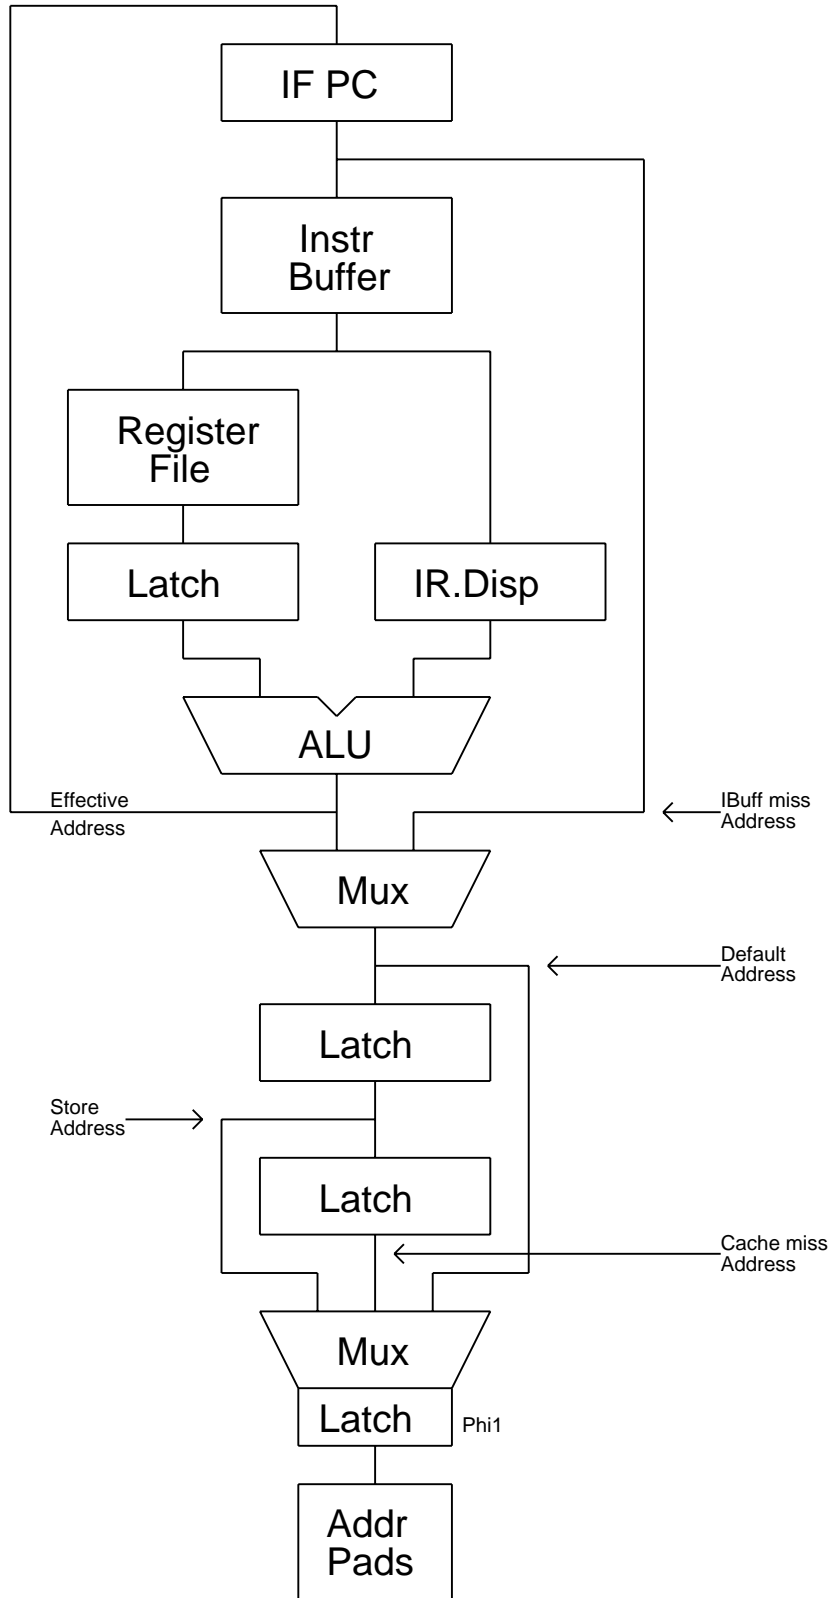 IF PC
Instr
Buffer
Register
File
Latch
IR.Disp
ALU
Effective
Address
IBuff miss
Address
Mux
Default
Address
Latch
Store
Address
Latch
Cache miss
Address
Mux
Latch
Phi1
Addr
Pads